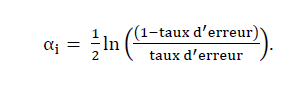 αᵢ = 1/2 ln((1−taux d′erreur)/taux d′erreur).